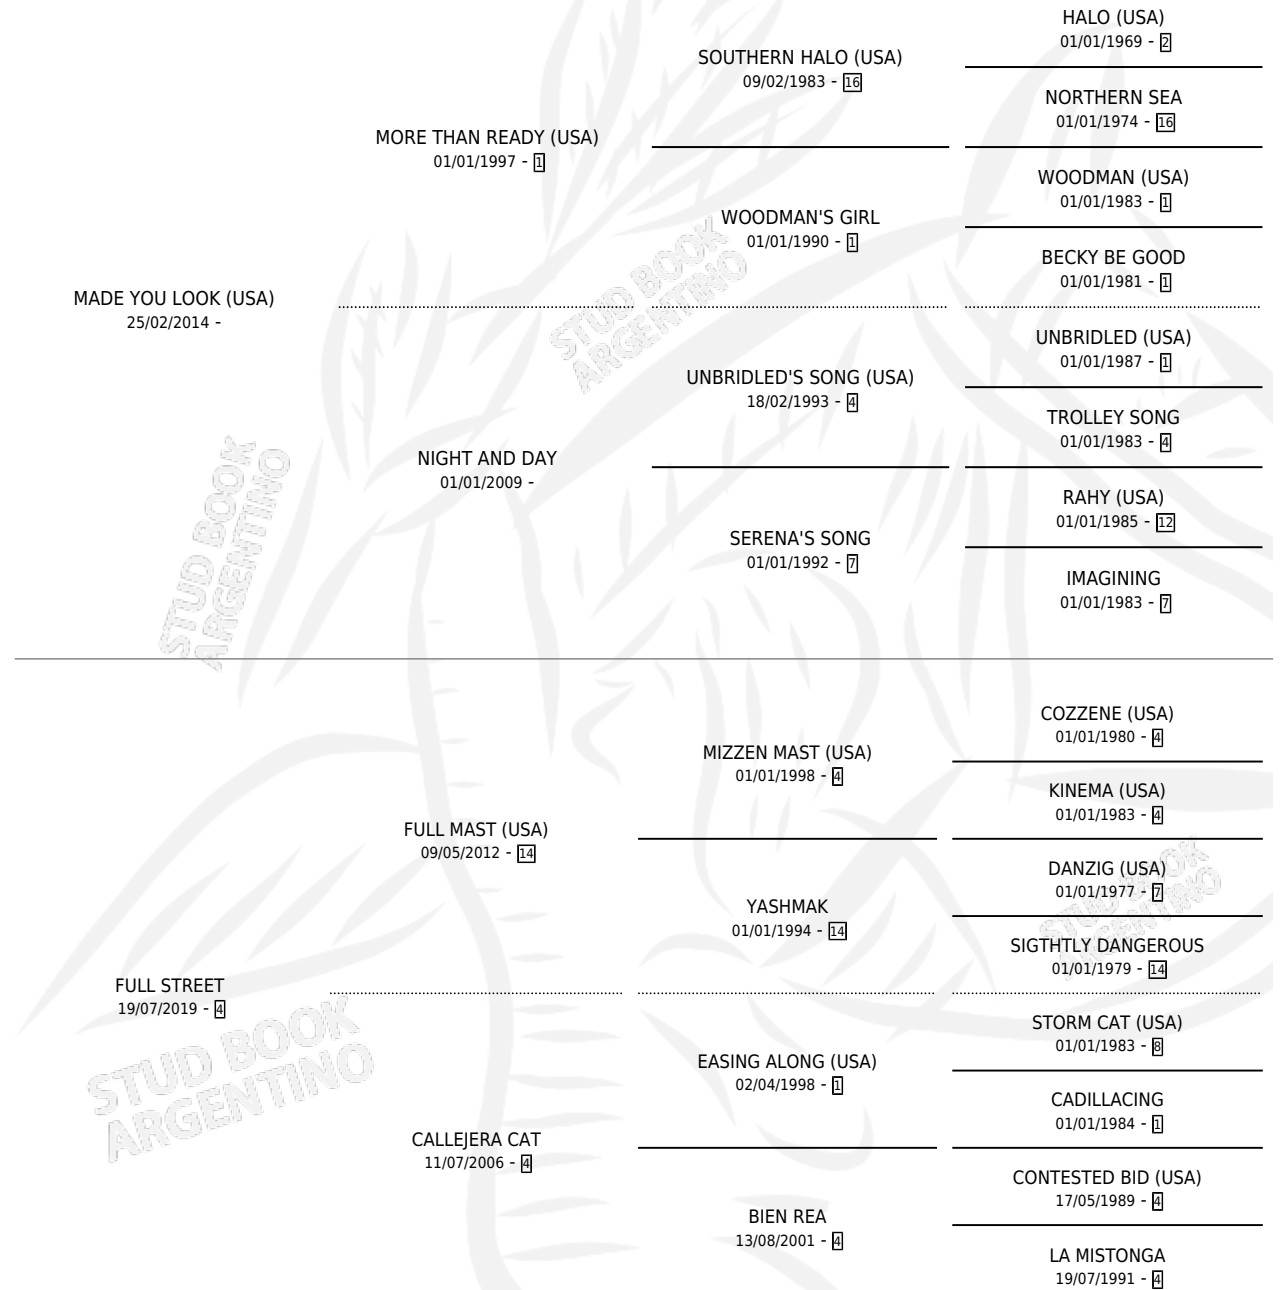 HALO (USA)
01/01/1969 - 2
SOUTHERN HALO (USA)
09/02/1983 - 16
NORTHERN SEA
01/01/1974 - 16
MORE THAN READY (USA)
01/01/1997 - 1
WOODMAN (USA)
01/01/1983 - 1
WOODMAN'S GIRL
01/01/1990 - 1
BECKY BE GOOD
01/01/1981 - 1
MADE YOU LOOK (USA)
25/02/2014 -
STUD BOOK
ARGENTINO
UNBRIDLED (USA)
01/01/1987 - 1
UNBRIDLED'S SONG (USA)
18/02/1993 - 4
TROLLEY SONG
01/01/1983 - 4
NIGHT AND DAY
01/01/2009 -
RAHY (USA)
01/01/1985 - 12
SERENA'S SONG
01/01/1992 - 7
IMAGINING
01/01/1983 - 7
STUD BOOK
ARGENTINO
COZZENE (USA)
01/01/1980 - 4
MIZZEN MAST (USA)
01/01/1998 - 4
KINEMA (USA)
01/01/1983 - 4
FULL MAST (USA)
09/05/2012 - 14
DANZIG (USA)
01/01/1977 - 7
YASHMAK
01/01/1994 - 14
STUD BOOK
ARGENTINO
SIGTHTLY DANGEROUS
01/01/1979 - 14
FULL STREET
19/07/2019 - 4
STORM CAT (USA)
01/01/1983 - 8
EASING ALONG (USA)
02/04/1998 - 1
CADILLACING
01/01/1984 - 1
STUD BOOK
ARGENTINO
CALLEJERA CAT
11/07/2006 - 4
CONTESTED BID (USA)
17/05/1989 - 4
BIEN REA
13/08/2001 - 4
LA MISTONGA
19/07/1991 - 4